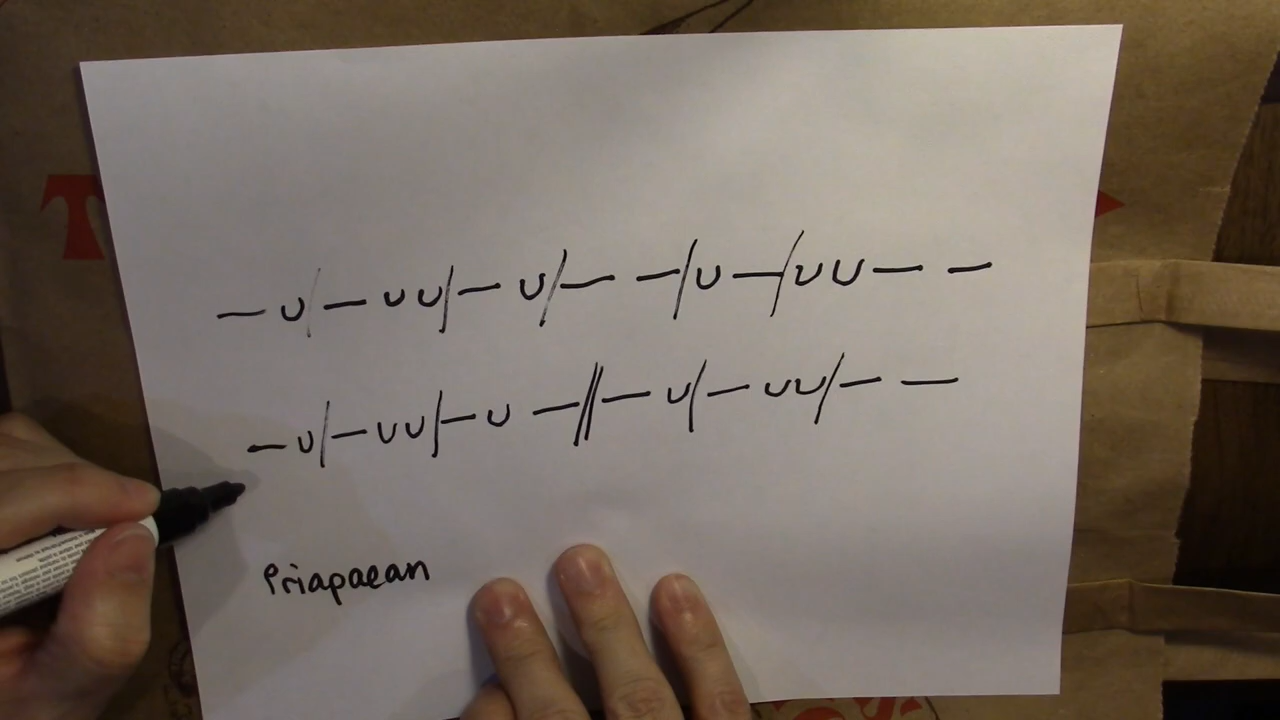 — U / — U U / — U / — — / U — / U U — —
— U / — U U / — U — // — U / — U U / — —
Priapaean